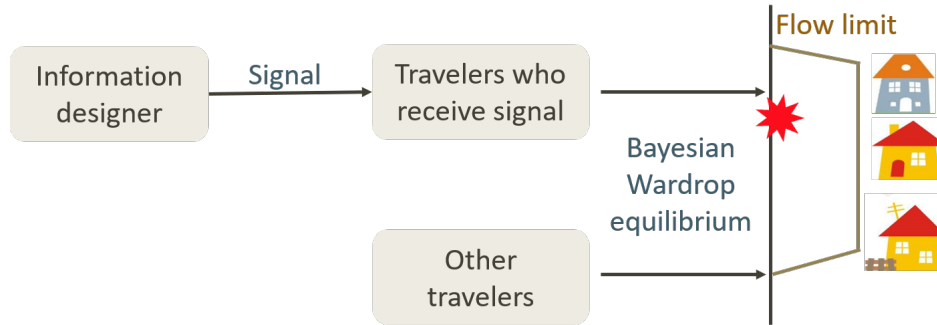 Flow limit
Information
designer
Signal
Travelers who
receive signal
Bayesian
Wardrop
equilibrium
Other
travelers